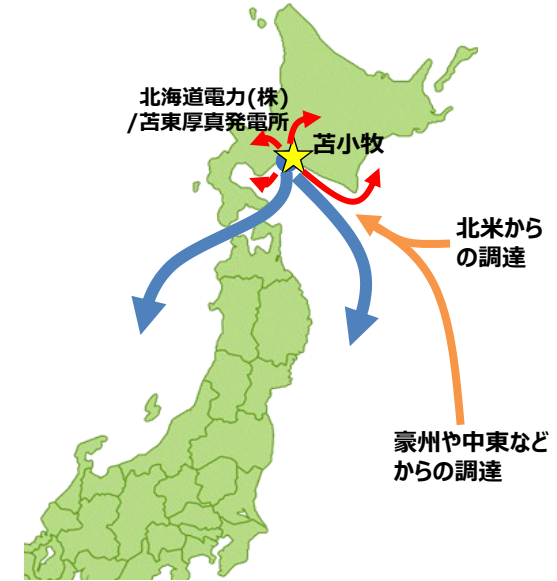 北海道電力(株)
/苫東厚真発電所
苫小牧
北米から
の調達
豪州や中東など
からの調達